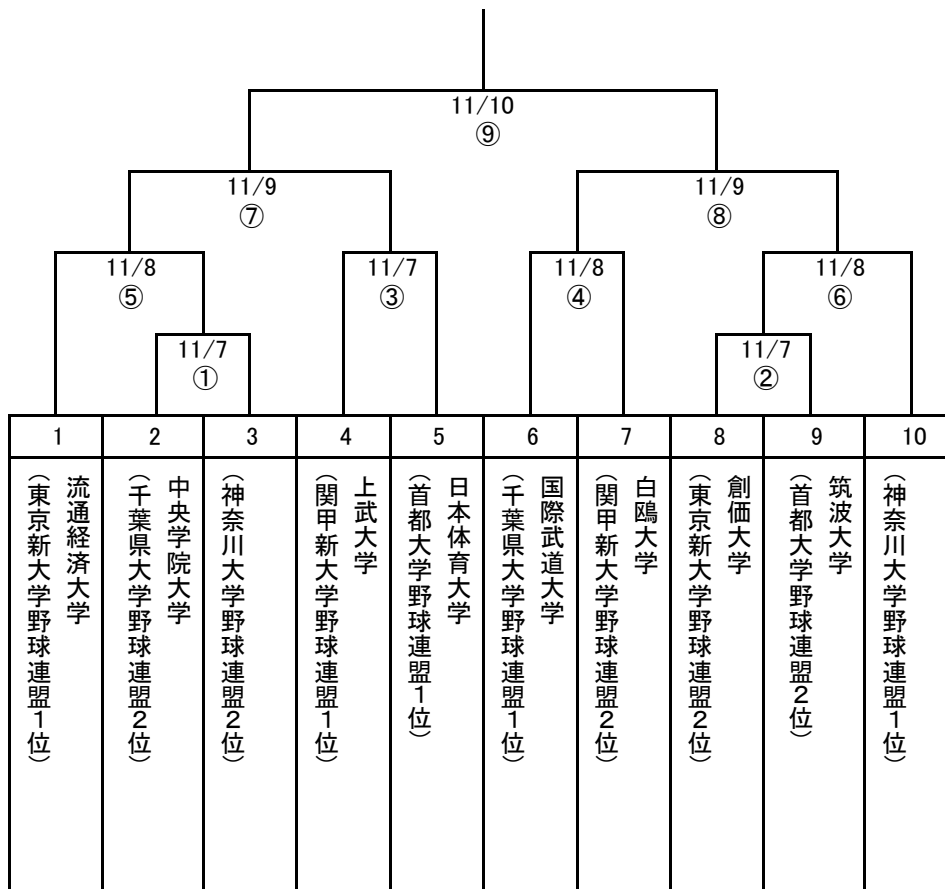 11/10
⑨
11/9
⑦
11/9
⑧
11/8
⑤
11/7
③
11/8
④
11/8
⑥
11/7
①
11/7
②
1
2
3
4
5
6
7
8
9
10
流通経済大学
（東京新大学野球連盟１位）
中央学院大学
（千葉県大学野球連盟２位）
（神奈川大学野球連盟２位）
上武大学
（関甲新大学野球連盟１位）
日本体育大学
（首都大学野球連盟１位）
国際武道大学
（千葉県大学野球連盟１位）
白鴎大学
（関甲新大学野球連盟２位）
創価大学
（東京新大学野球連盟２位）
筑波大学
（首都大学野球連盟２位）
（神奈川大学野球連盟１位）